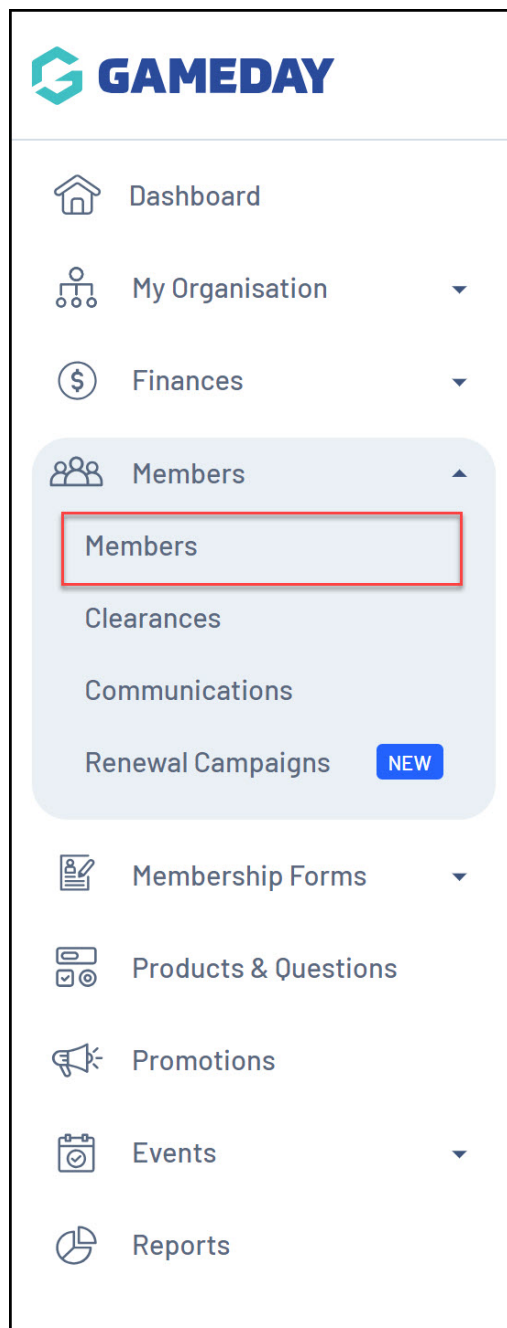 GAMEDAY
Dashboard
My Organisation
Finances
Members
Members
Clearances
Communications
Renewal Campaigns NEW
Membership Forms
Products & Questions
Promotions
Events
Reports